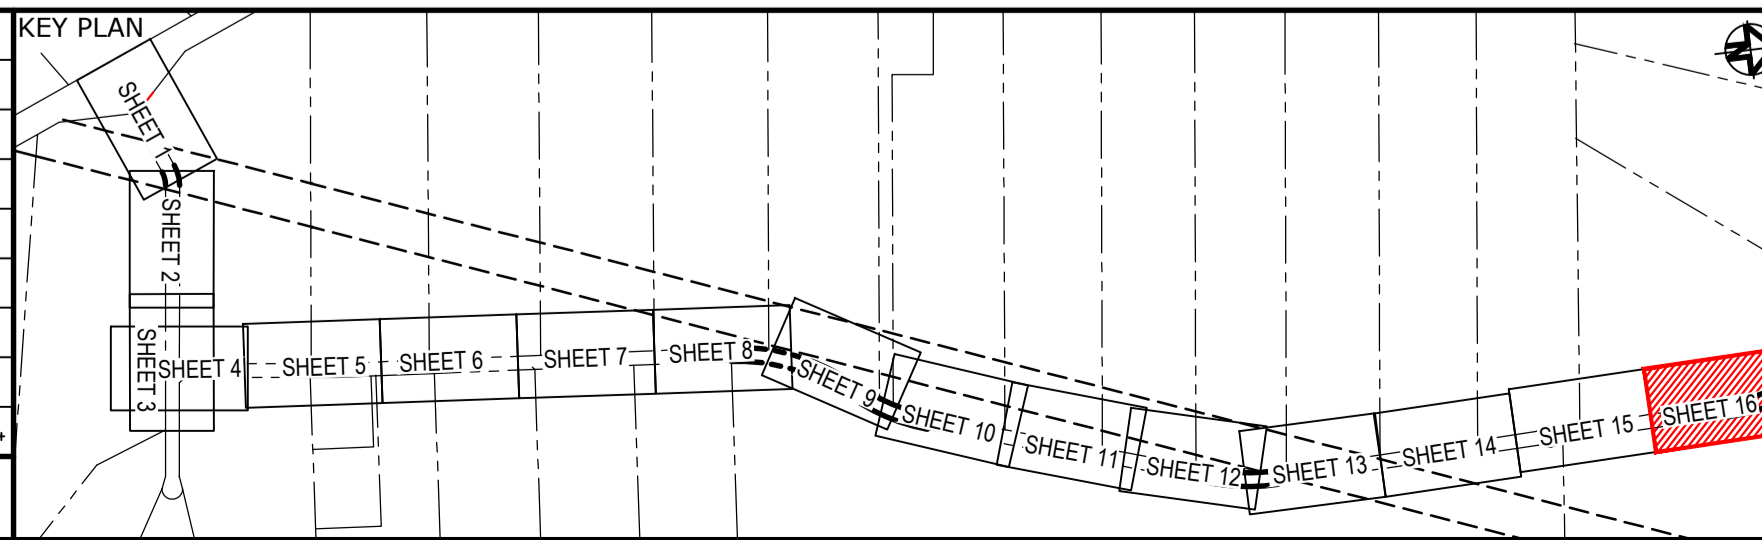 KEY PLAN
N
SHEET 1
SHEET 2
SHEET 3
SHEET 4
SHEET 5
SHEET 6
SHEET 7
SHEET 8
SHEET 9
SHEET 10
SHEET 11
SHEET 12
SHEET 13
SHEET 14
SHEET 15
SHEET 16